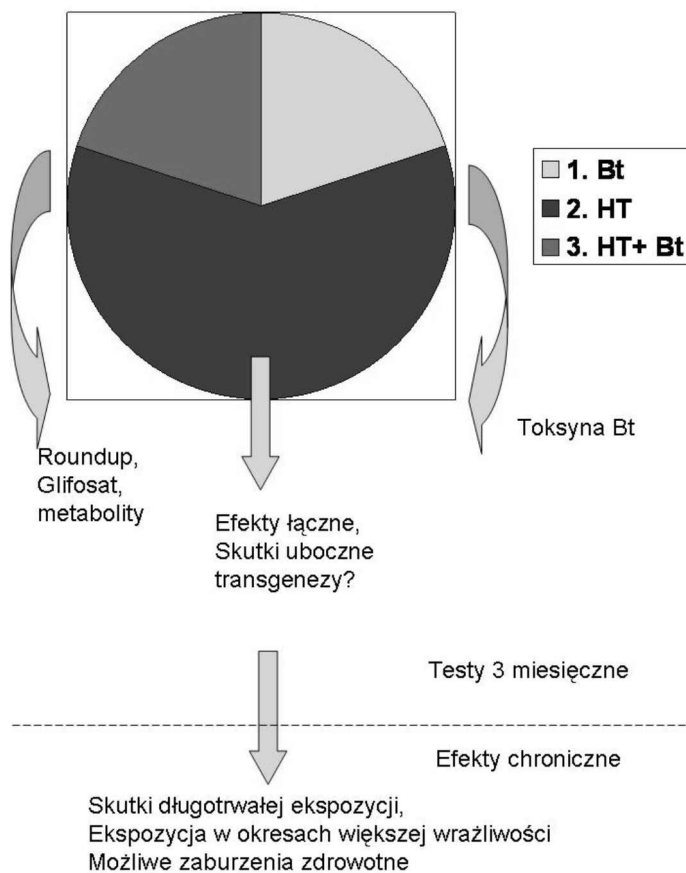 1. Bt
2. HT
3. HT+ Bt
Toksyna Bt
Roundup,
Glifosat,
metabolity
Efekty łączne,
Skutki uboczne
transgenezy?
Testy 3 miesięczne
Efekty chroniczne
Skutki długotrwałej ekspozycji,
Ekspozycja w okresach większej wrażliwości
Możliwe zaburzenia zdrowotne